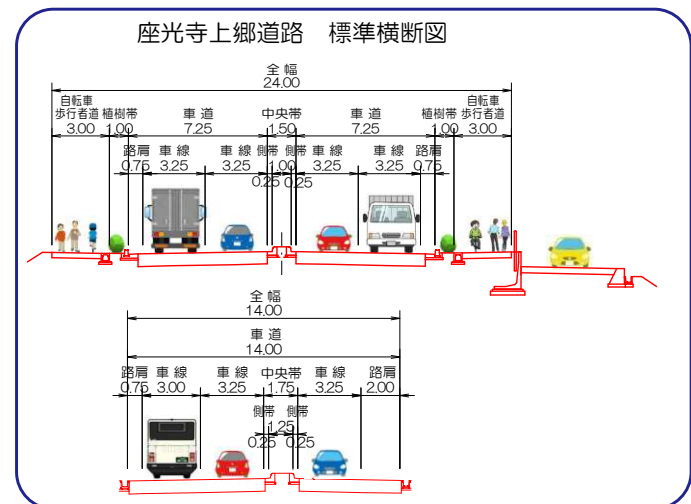 座光寺上郷道路 標準横断図
全 幅
24.00
自転車 自転車
歩行者道 植樹帯 車 道 中央帯 車 道 植樹帯 歩行者道
3.00 1.00 7.25 1.50 7.25 1.00 3.00
路肩 車 線 車 線 側帯 側帯 車 線 車 線 路肩
0.75 3.25 3.25 1.00 3.25 3.25 0.75
0.25 0.25
全 幅
14.00
車 道
14.00
路肩 車 線 車 線 中央帯 車 線 路肩
0.75 3.00 3.25 1.75 3.25 2.00
側帯 側帯
1.25
0.25 0.25